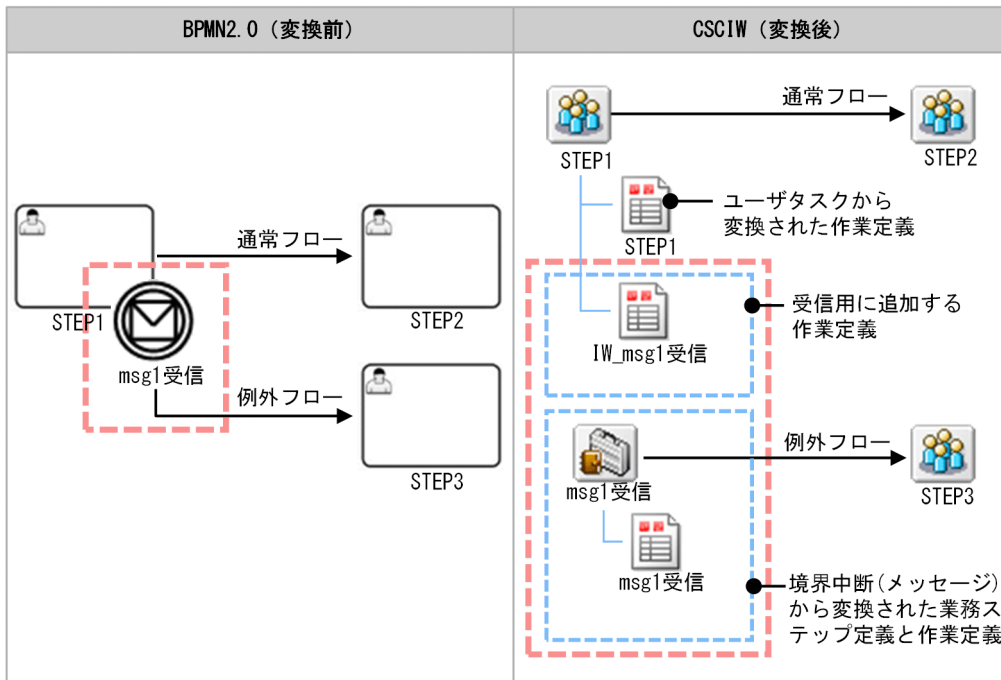 BPMN2.0（変換前）
CSCIW（変換後）
通常フロー
STEP1
STEP2
ユーザタスクから
変換された作業定義
STEP1
通常フロー
STEP1
STEP2
受信用に追加する
作業定義
IW_msg1受信
msg1受信
例外フロー
STEP3
例外フロー
msg1受信
STEP3
msg1受信
境界中断(メッセージ)
から変換された業務ス
テップ定義と作業定義